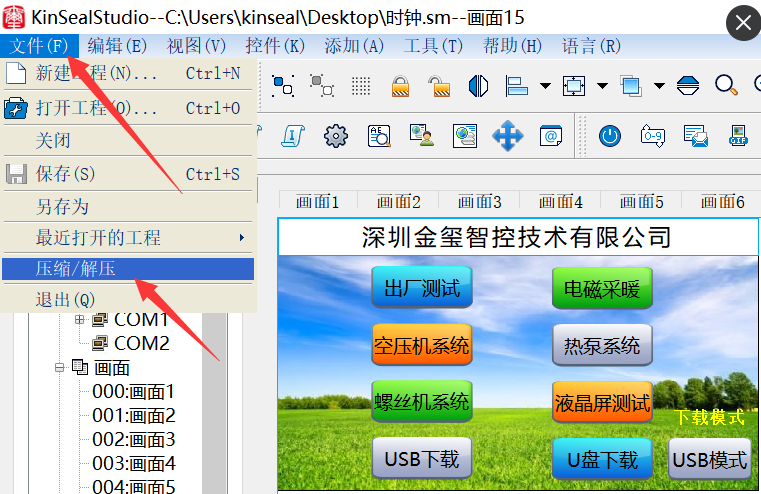 KinSealStudio--C:\Users\kinseal\Desktop\时钟.sm--画面15
文件(F) 编辑(E) 视图(V) 控件(K) 添加(A) 工具(T) 帮助(H) 语言(R)
新建工程(N)... Ctrl+N
打开工程(O)... Ctrl+O
关闭
保存(S) Ctrl+S
另存为
最近打开的工程
压缩/解压
退出(Q)
COM1
COM2
画面
000:画面1
001:画面2
002:画面3
003:画面4
004:画面5
画面1 画面2 画面3 画面4 画面5 画面6
深圳金玺智控技术有限公司
出厂测试 电磁采暖
空压机系统 热泵系统
螺丝机系统 液晶屏测试
下载模式
USB下载 U盘下载 USB模式